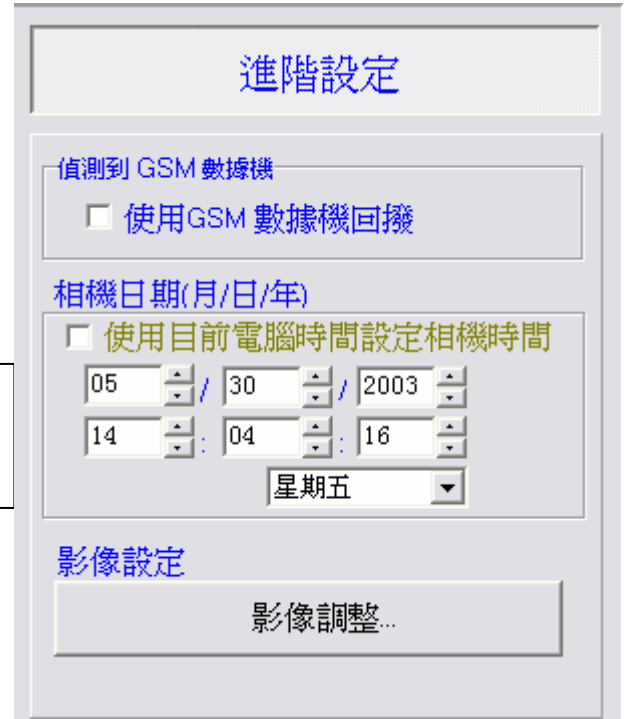 進階設定
偵測到 GSM 數據機
使用GSM 數據機回撥
相機日期(月/日/年)
使用目前電腦時間設定相機時間
05 / 30 / 2003
14 : 04 : 16
星期五
影像設定
影像調整...